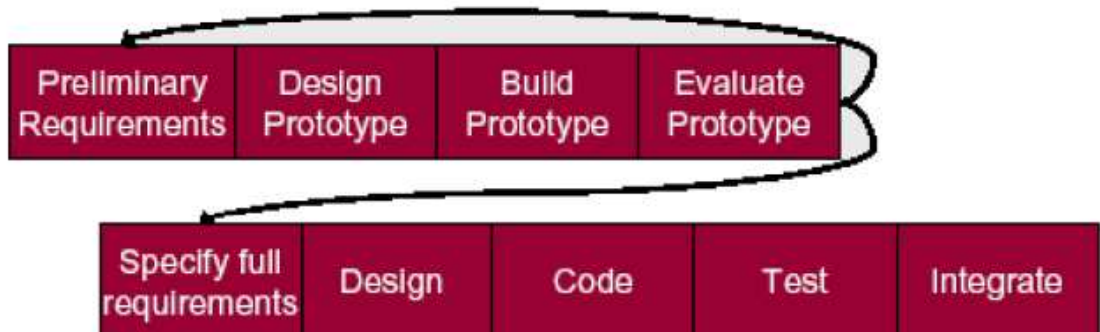 Preliminary Requirements
Design Prototype
Build Prototype
Evaluate Prototype
Specify full requirements
Design
Code
Test
Integrate